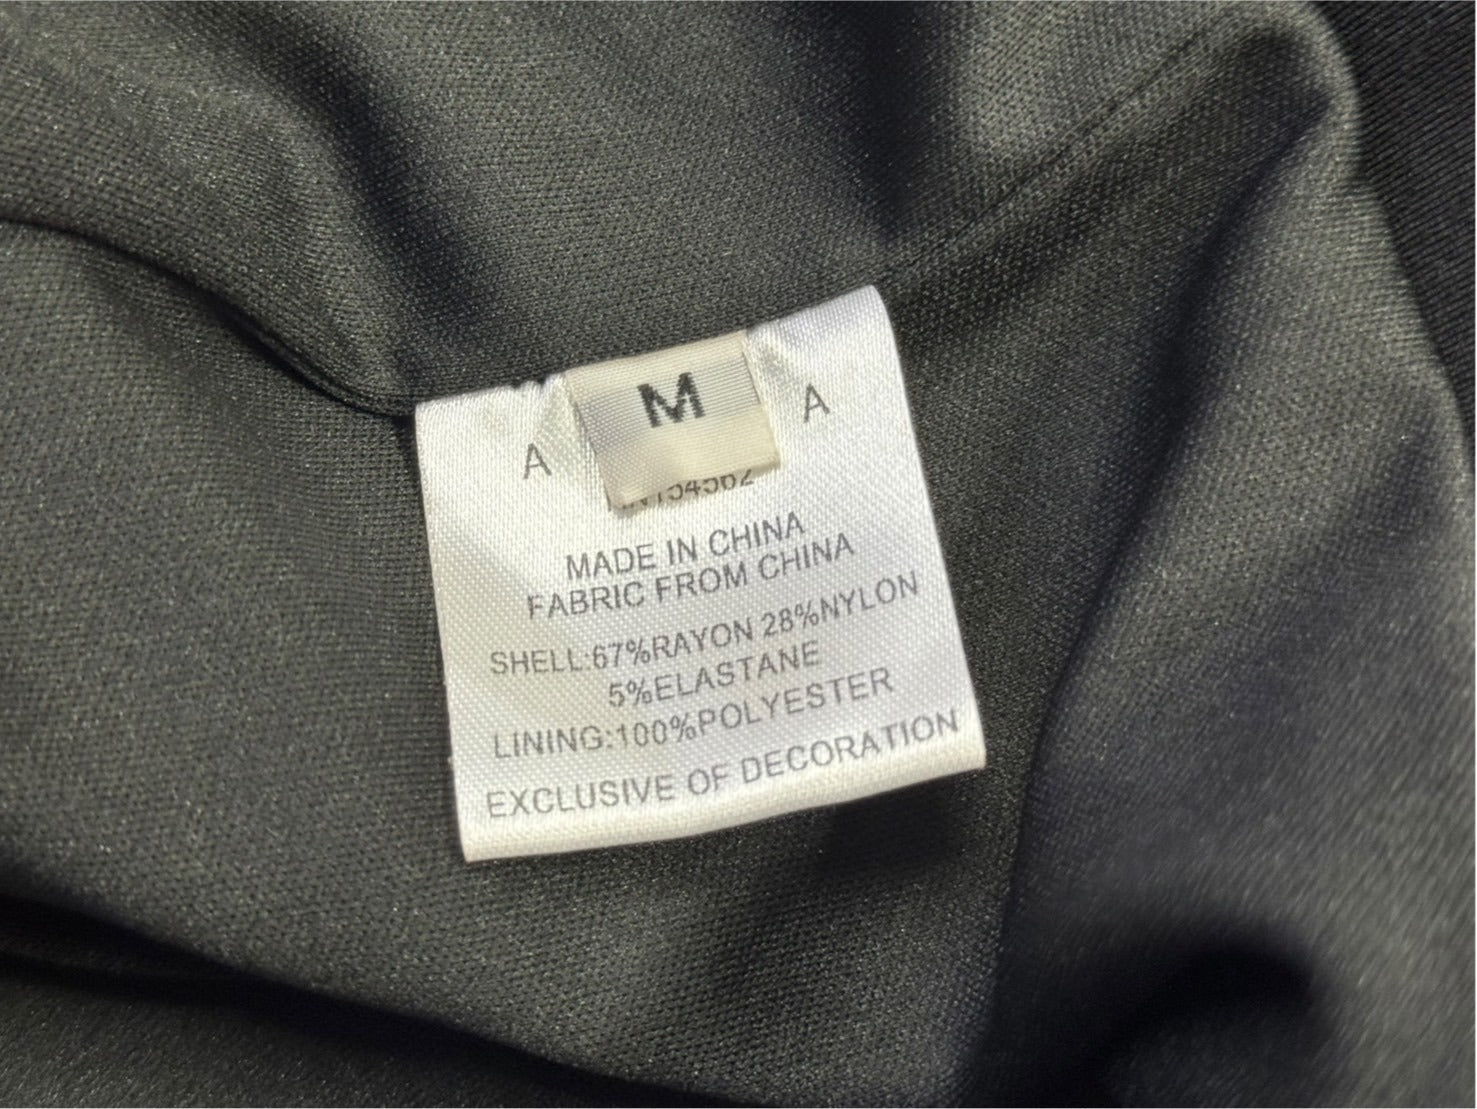 M
A A
MADE IN CHINA
FABRIC FROM CHINA
SHELL:67%RAYON 28%NYLON
5%ELASTANE
LINING:100%POLYESTER
EXCLUSIVE OF DECORATION